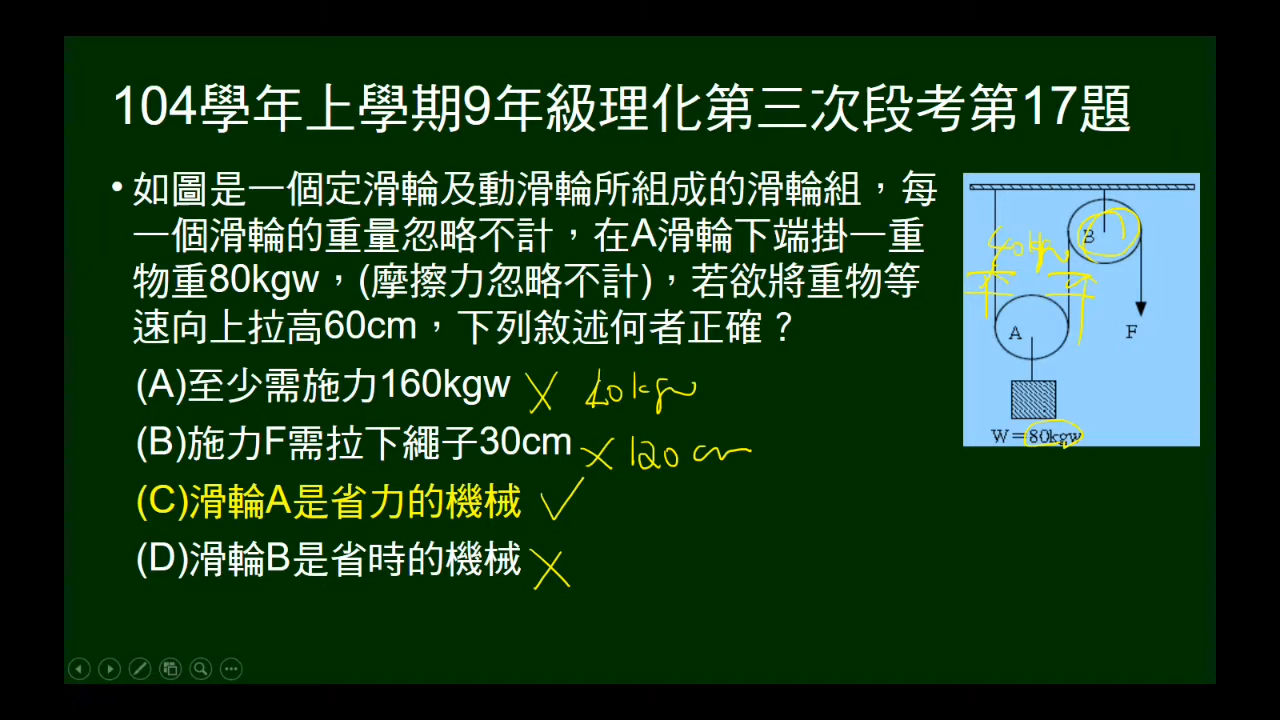 104學年上學期9年級理化第三次段考第17題
• 如圖是一個定滑輪及動滑輪所組成的滑輪組，每
一個滑輪的重量忽略不計，在A滑輪下端掛一重
物重80kgw，(摩擦力忽略不計)，若欲將重物等
速向上拉高60cm，下列敘述何者正確？
(A)至少需施力160kgw × 40kgw
(B)施力F需拉下繩子30cm × 120cm
(C)滑輪A是省力的機械 ✓
(D)滑輪B是省時的機械 ×
B
40kgw
A
F
W＝80kgw